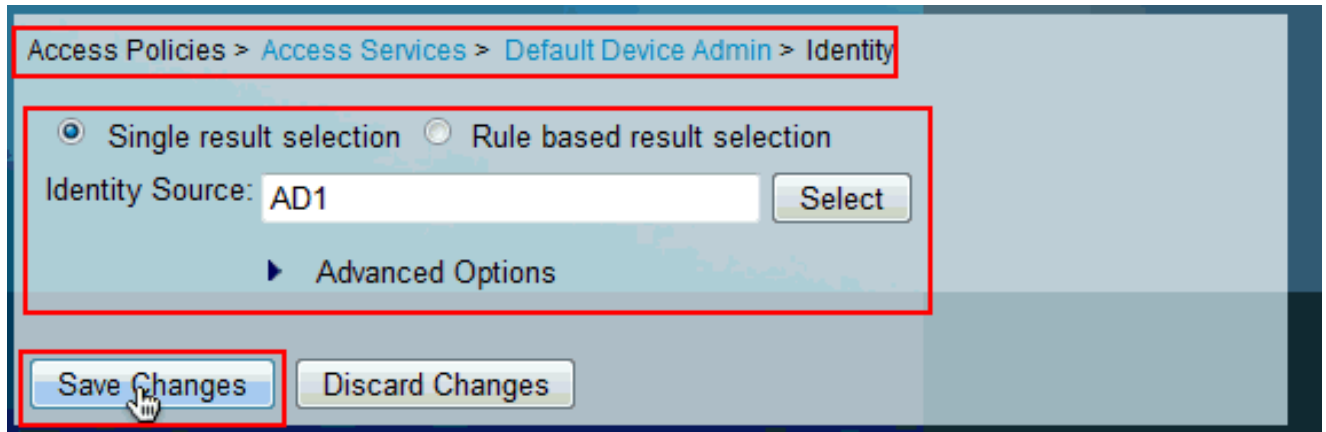 Access Policies > Access Services > Default Device Admin > Identity
Single result selection Rule based result selection
Identity Source: AD1 Select
Advanced Options
Save Changes Discard Changes